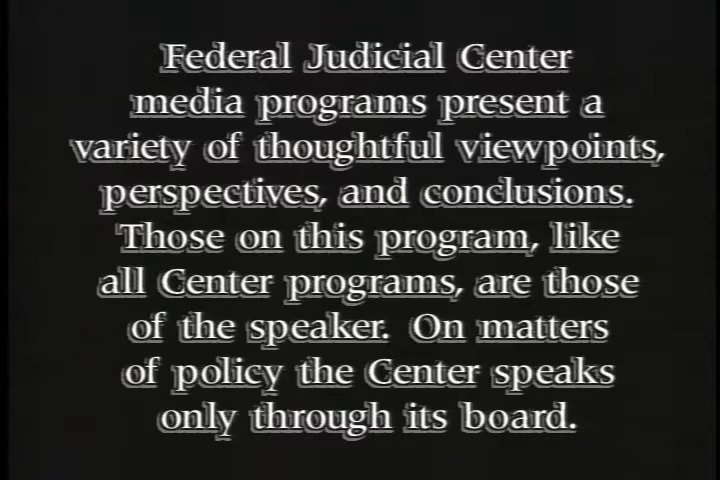 Federal Judicial Center
media programs present a
variety of thoughtful viewpoints,
perspectives, and conclusions.
Those on this program, like
all Center programs, are those
of the speaker. On matters
of policy the Center speaks
only through its board.